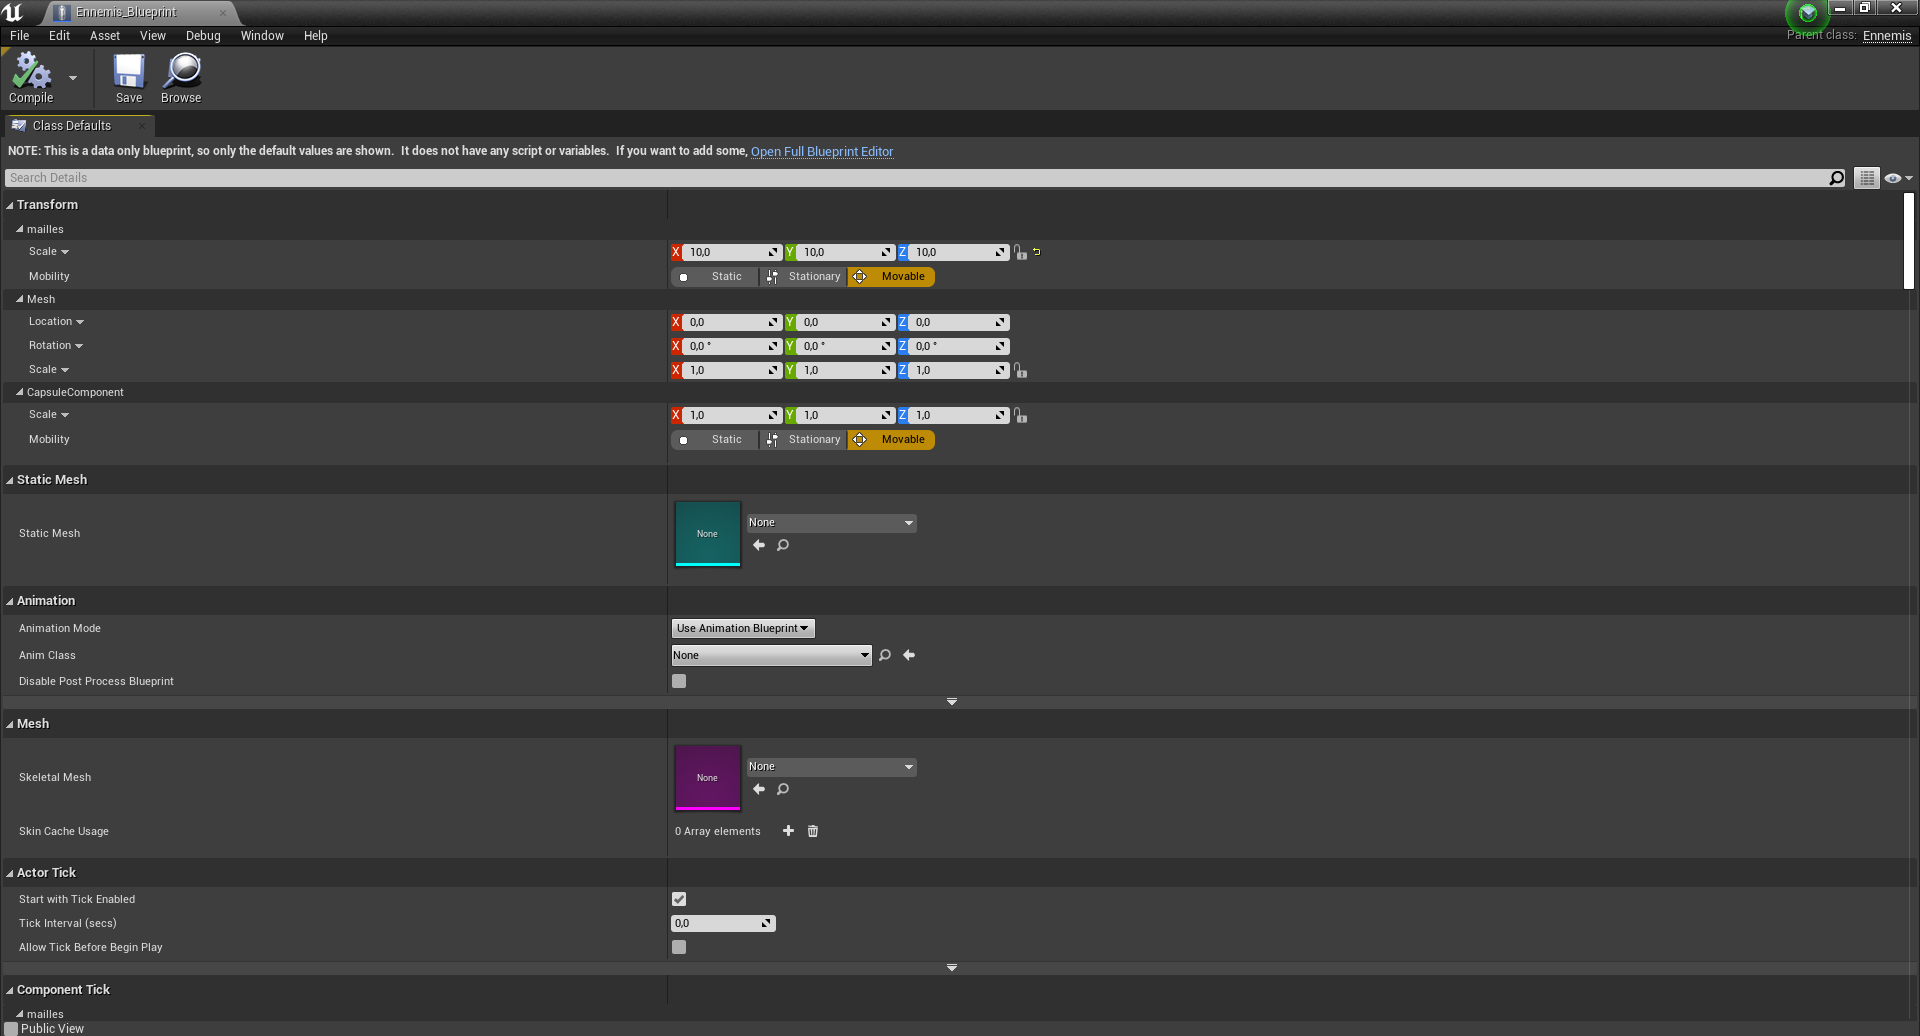 Ennemis_Blueprint
File Edit Asset View Debug Window Help
Parent class: Ennemis
Compile Save Browse
Class Defaults
NOTE: This is a data only blueprint, so only the default values are shown. It does not have any script or variables. If you want to add some, Open Full Blueprint Editor
Search Details
Transform
mailles
Scale X 10,0 Y 10,0 Z 10,0
Mobility Static Stationary Movable
Mesh
Location X 0,0 Y 0,0 Z 0,0
Rotation X 0,0 ° Y 0,0 ° Z 0,0 °
Scale X 1,0 Y 1,0 Z 1,0
CapsuleComponent
Scale X 1,0 Y 1,0 Z 1,0
Mobility Static Stationary Movable
Static Mesh
None
Static Mesh None
Animation
Animation Mode Use Animation Blueprint
Anim Class None
Disable Post Process Blueprint
Mesh
None
Skeletal Mesh None
Skin Cache Usage 0 Array elements
Actor Tick
Start with Tick Enabled
Tick Interval (secs) 0,0
Allow Tick Before Begin Play
Component Tick
mailles
Public View